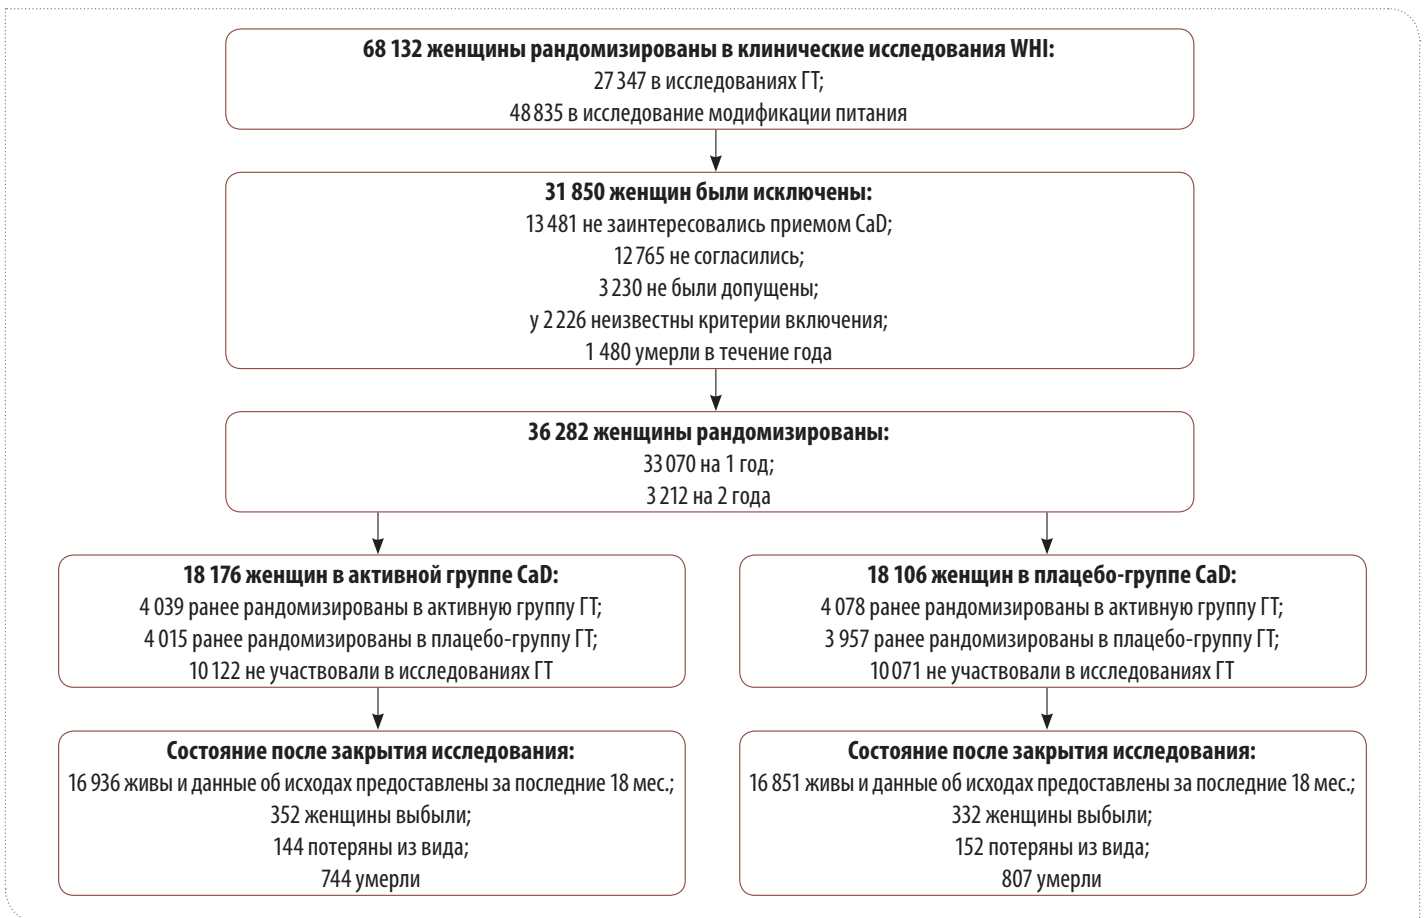 68 132 женщины рандомизированы в клинические исследования WHI:
27 347 в исследованиях ГТ;
48 835 в исследование модификации питания
31 850 женщин были исключены:
13 481 не заинтересовались приемом CaD;
12 765 не согласились;
3 230 не были допущены;
у 2 226 неизвестны критерии включения;
1 480 умерли в течение года
36 282 женщины рандомизированы:
33 070 на 1 год;
3 212 на 2 года
18 176 женщин в активной группе CaD:
4 039 ранее рандомизированы в активную группу ГТ;
4 015 ранее рандомизированы в плацебо-группу ГТ;
10 122 не участвовали в исследованиях ГТ
18 106 женщин в плацебо-группе CaD:
4 078 ранее рандомизированы в активную группу ГТ;
3 957 ранее рандомизированы в плацебо-группу ГТ;
10 071 не участвовали в исследованиях ГТ
Состояние после закрытия исследования:
16 936 живы и данные об исходах предоставлены за последние 18 мес.;
352 женщины выбыли;
144 потеряны из вида;
744 умерли
Состояние после закрытия исследования:
16 851 живы и данные об исходах предоставлены за последние 18 мес.;
332 женщины выбыли;
152 потеряны из вида;
807 умерли